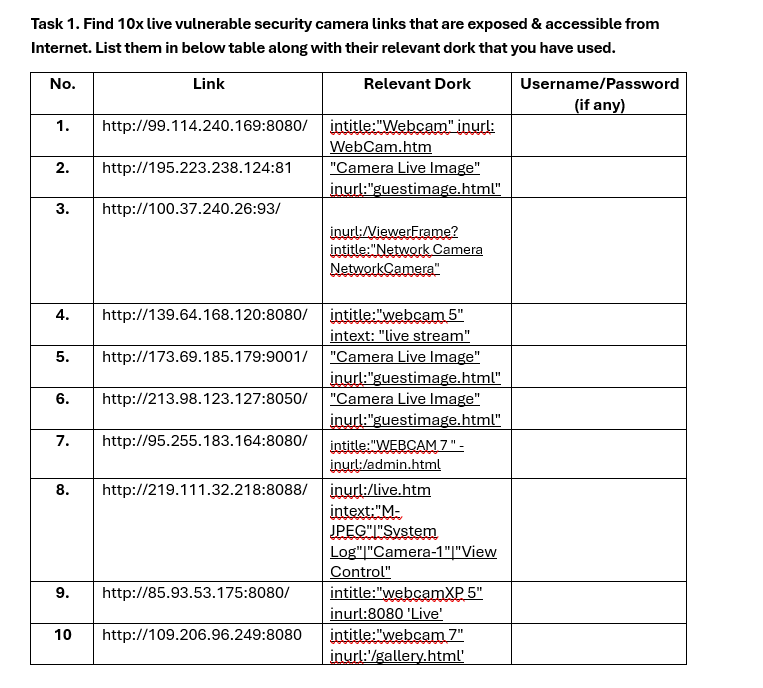 Task 1. Find 10x live vulnerable security camera links that are exposed & accessible from
Internet. List them in below table along with their relevant dork that you have used.
No. Link Relevant Dork Username/Password
(if any)
1. http://99.114.240.169:8080/ intitle:"Webcam" inurl:
WebCam.htm
2. http://195.223.238.124:81 "Camera Live Image"
inurl:"guestimage.html"
3. http://100.37.240.26:93/
inurl:/ViewerFrame?
intitle:"Network Camera
NetworkCamera"
4. http://139.64.168.120:8080/ intitle:"webcam 5"
intext: "live stream"
5. http://173.69.185.179:9001/ "Camera Live Image"
inurl:"guestimage.html"
6. http://213.98.123.127:8050/ "Camera Live Image"
inurl:"guestimage.html"
7. http://95.255.183.164:8080/ intitle:"WEBCAM 7 " -
inurl:/admin.html
8. http://219.111.32.218:8088/ inurl:/live.htm
intext:"M-
JPEG"|"System
Log"|"Camera-1"|"View
Control"
9. http://85.93.53.175:8080/ intitle:"webcamXP 5"
inurl:8080 'Live'
10 http://109.206.96.249:8080 intitle:"webcam 7"
inurl:'/gallery.html'